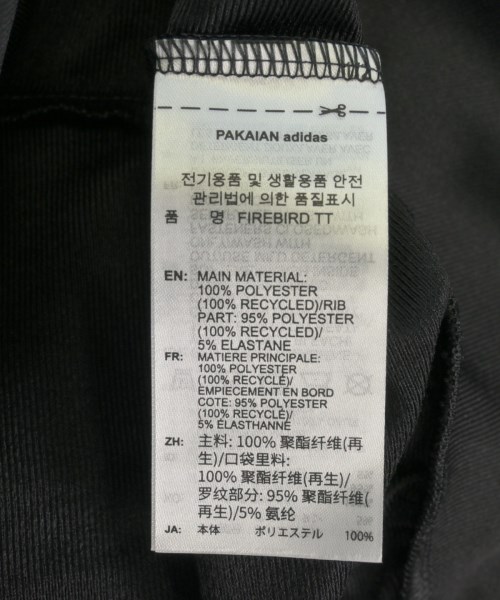 PAKAIAN adidas
전기용품 및 생활용품 안전
관리법에 의한 품질표시
품 명 FIREBIRD TT
EN: MAIN MATERIAL:
100% POLYESTER
(100% RECYCLED)/RIB
PART: 95% POLYESTER
(100% RECYCLED)/
5% ELASTANE
FR: MATIERE PRINCIPALE:
100% POLYESTER
(100% RECYCLÉ)/
EMPIECEMENT EN BORD
COTE: 95% POLYESTER
(100% RECYCLÉ)/
5% ÉLASTHANNE
ZH: 主料: 100% 聚酯纤维(再
生)/口袋里料:
100% 聚酯纤维(再生)/
罗纹部分: 95% 聚酯纤维(
再生)/5% 氨纶
JA: 本体 ポリエステル 100%